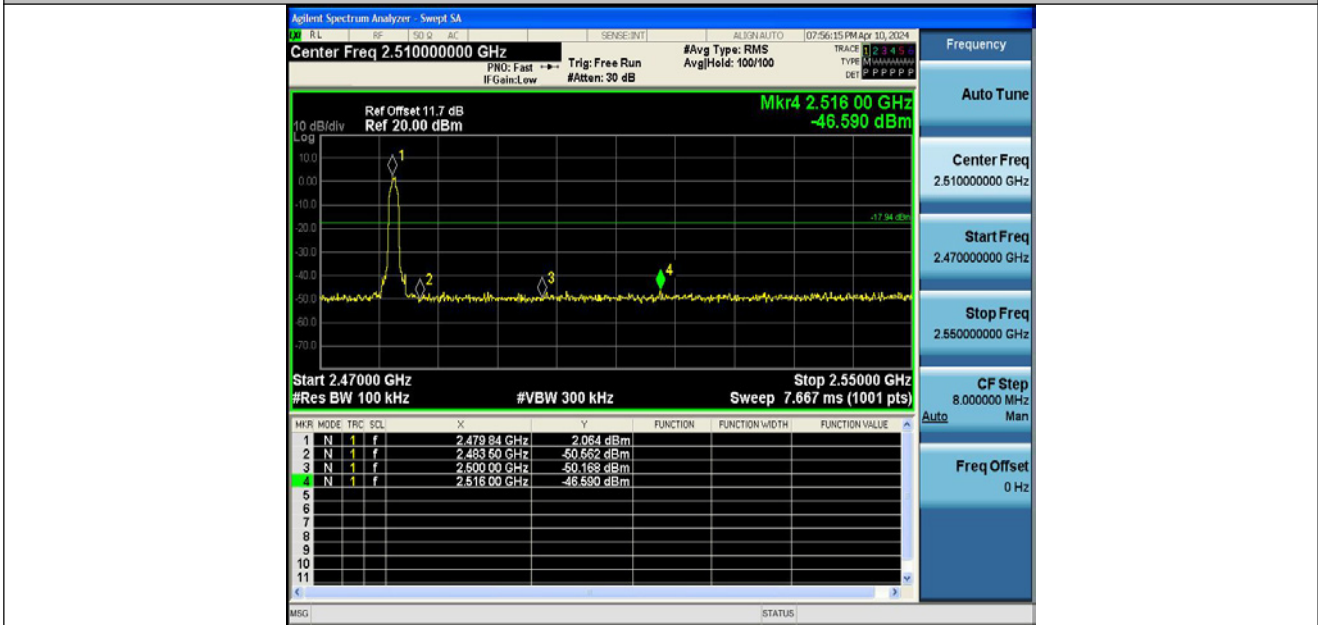 Agilent Spectrum Analyzer - Swept SA
RL RF 50 Ω AC SENSE:INT ALIGN AUTO 07:56:15 PM Apr 10, 2024
Center Freq 2.510000000 GHz
PNO: Fast
IFGain:Low
Trig: Free Run
#Atten: 30 dB
#Avg Type: RMS
Avg|Hold: 100/100
TRACE 1 2 3 4 5 6
TYPE M W W W W W
DET P P P P P P
Ref Offset 11.7 dB
10 dB/div Ref 20.00 dBm
Log
Mkr4 2.516 00 GHz
-46.590 dBm
10.0
0.00
-10.0
-20.0
-30.0
-40.0
-50.0
-60.0
-70.0
1
2
3
4
-17.94 dBm
Start 2.47000 GHz Stop 2.55000 GHz
#Res BW 100 kHz #VBW 300 kHz Sweep 7.667 ms (1001 pts)
MKR MODE TRC SCL X Y FUNCTION FUNCTION WIDTH FUNCTION VALUE
1 N 1 f 2.479 84 GHz 2.064 dBm
2 N 1 f 2.483 50 GHz -50.562 dBm
3 N 1 f 2.500 00 GHz -50.168 dBm
4 N 1 f 2.516 00 GHz -46.590 dBm
5
6
7
8
9
10
11
MSG STATUS
Frequency
Auto Tune
Center Freq
2.510000000 GHz
Start Freq
2.470000000 GHz
Stop Freq
2.550000000 GHz
CF Step
8.000000 MHz
Auto Man
Freq Offset
0 Hz